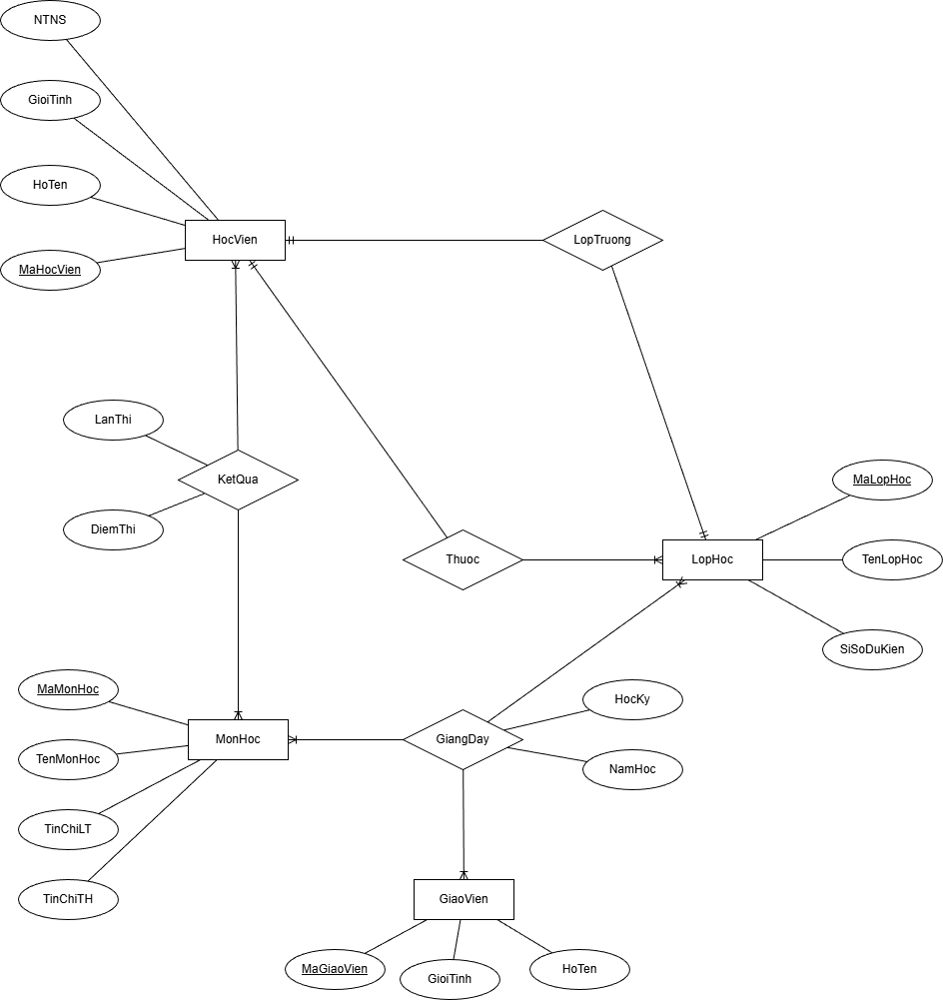 NTNS
GioiTinh
HoTen
HocVien
LopTruong
MaHocVien
LanThi
KetQua
MaLopHoc
DiemThi
Thuoc
LopHoc
TenLopHoc
SiSoDuKien
MaMonHoc
HocKy
MonHoc
GiangDay
TenMonHoc
NamHoc
TinChiLT
TinChiTH
GiaoVien
MaGiaoVien
GioiTinh
HoTen